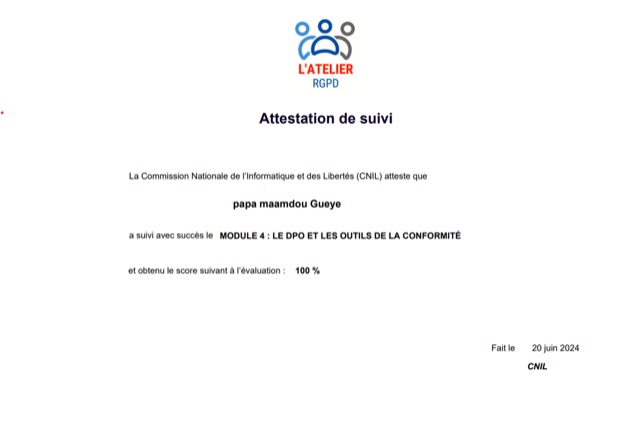 L'ATELIER
RGPD
Attestation de suivi
La Commission Nationale de l'Informatique et des Libertés (CNIL) atteste que
papa maamdou Gueye
a suivi avec succès le MODULE 4 : LE DPO ET LES OUTILS DE LA CONFORMITÉ
et obtenu le score suivant à l'évaluation : 100 %
Fait le 20 juin 2024
CNIL